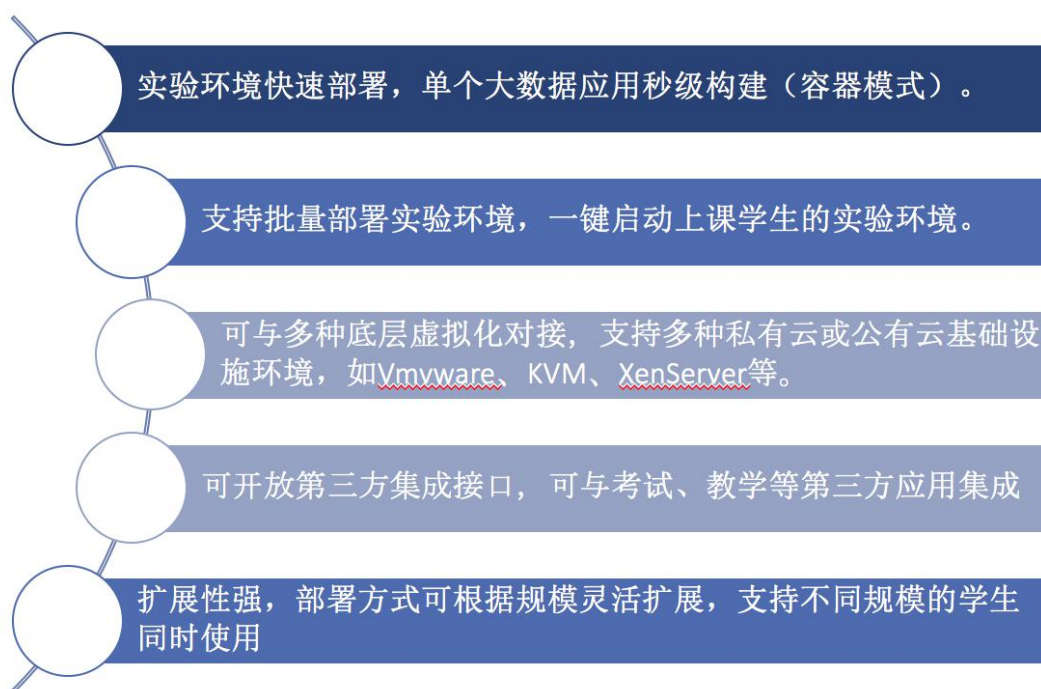 实验环境快速部署，单个大数据应用秒级构建（容器模式）。
支持批量部署实验环境，一键启动上课学生的实验环境。
可与多种底层虚拟化对接，支持多种私有云或公有云基础设
施环境，如Vmvware、KVM、XenServer等。
可开放第三方集成接口，可与考试、教学等第三方应用集成
扩展性强，部署方式可根据规模灵活扩展，支持不同规模的学生
同时使用